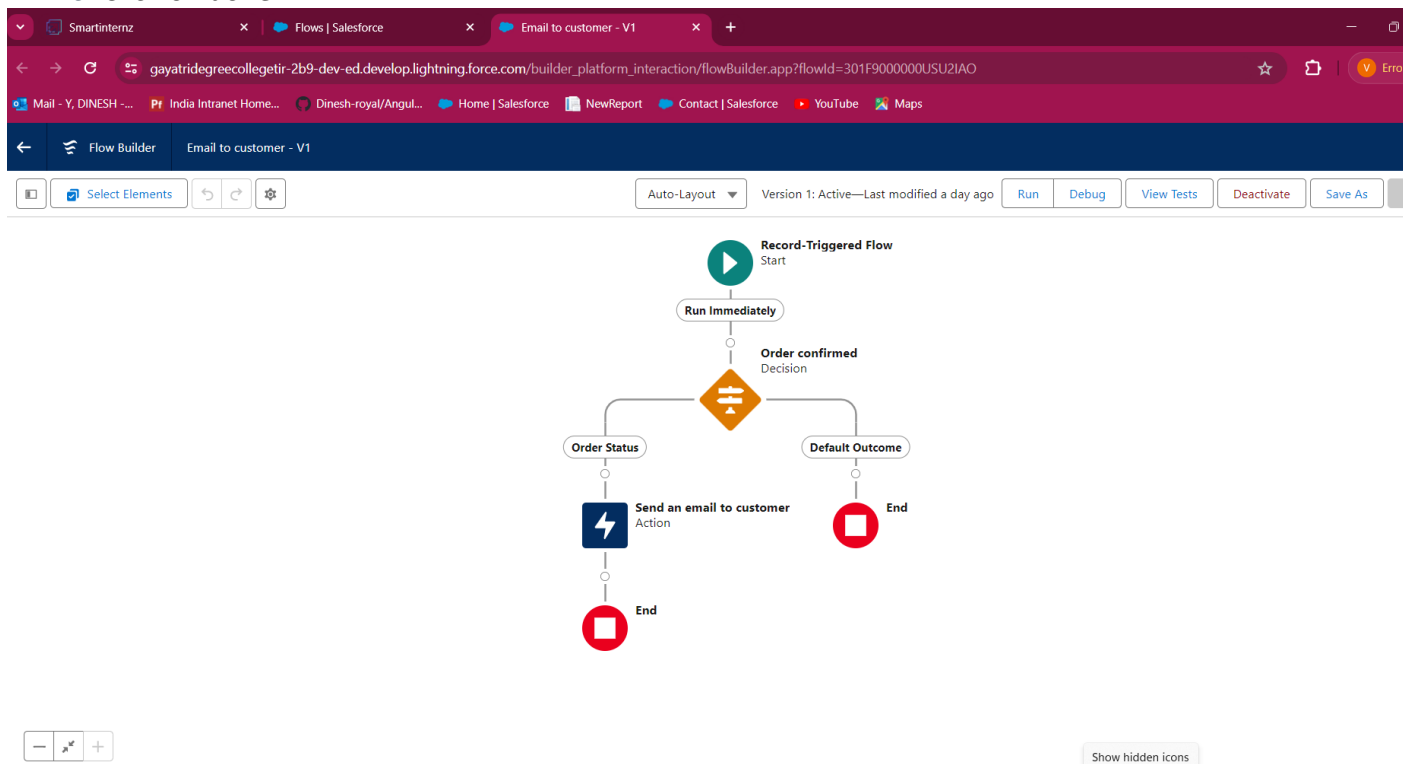 Smartinternz
Flows | Salesforce
Email to customer - V1
gayatridegreecollegetir-2b9-dev-ed.develop.lightning.force.com/builder_platform_interaction/flowBuilder.app?flowId=301F9000000USU2IAO
V Erro
Mail - Y, DINESH -... Pf India Intranet Home... Dinesh-royal/Angul... Home | Salesforce NewReport Contact | Salesforce YouTube Maps
Flow Builder Email to customer - V1
Select Elements Auto-Layout Version 1: Active—Last modified a day ago Run Debug View Tests Deactivate Save As
Record-Triggered Flow
Start
Run Immediately
Order confirmed
Decision
Order Status Default Outcome
Send an email to customer End
Action
End
Show hidden icons